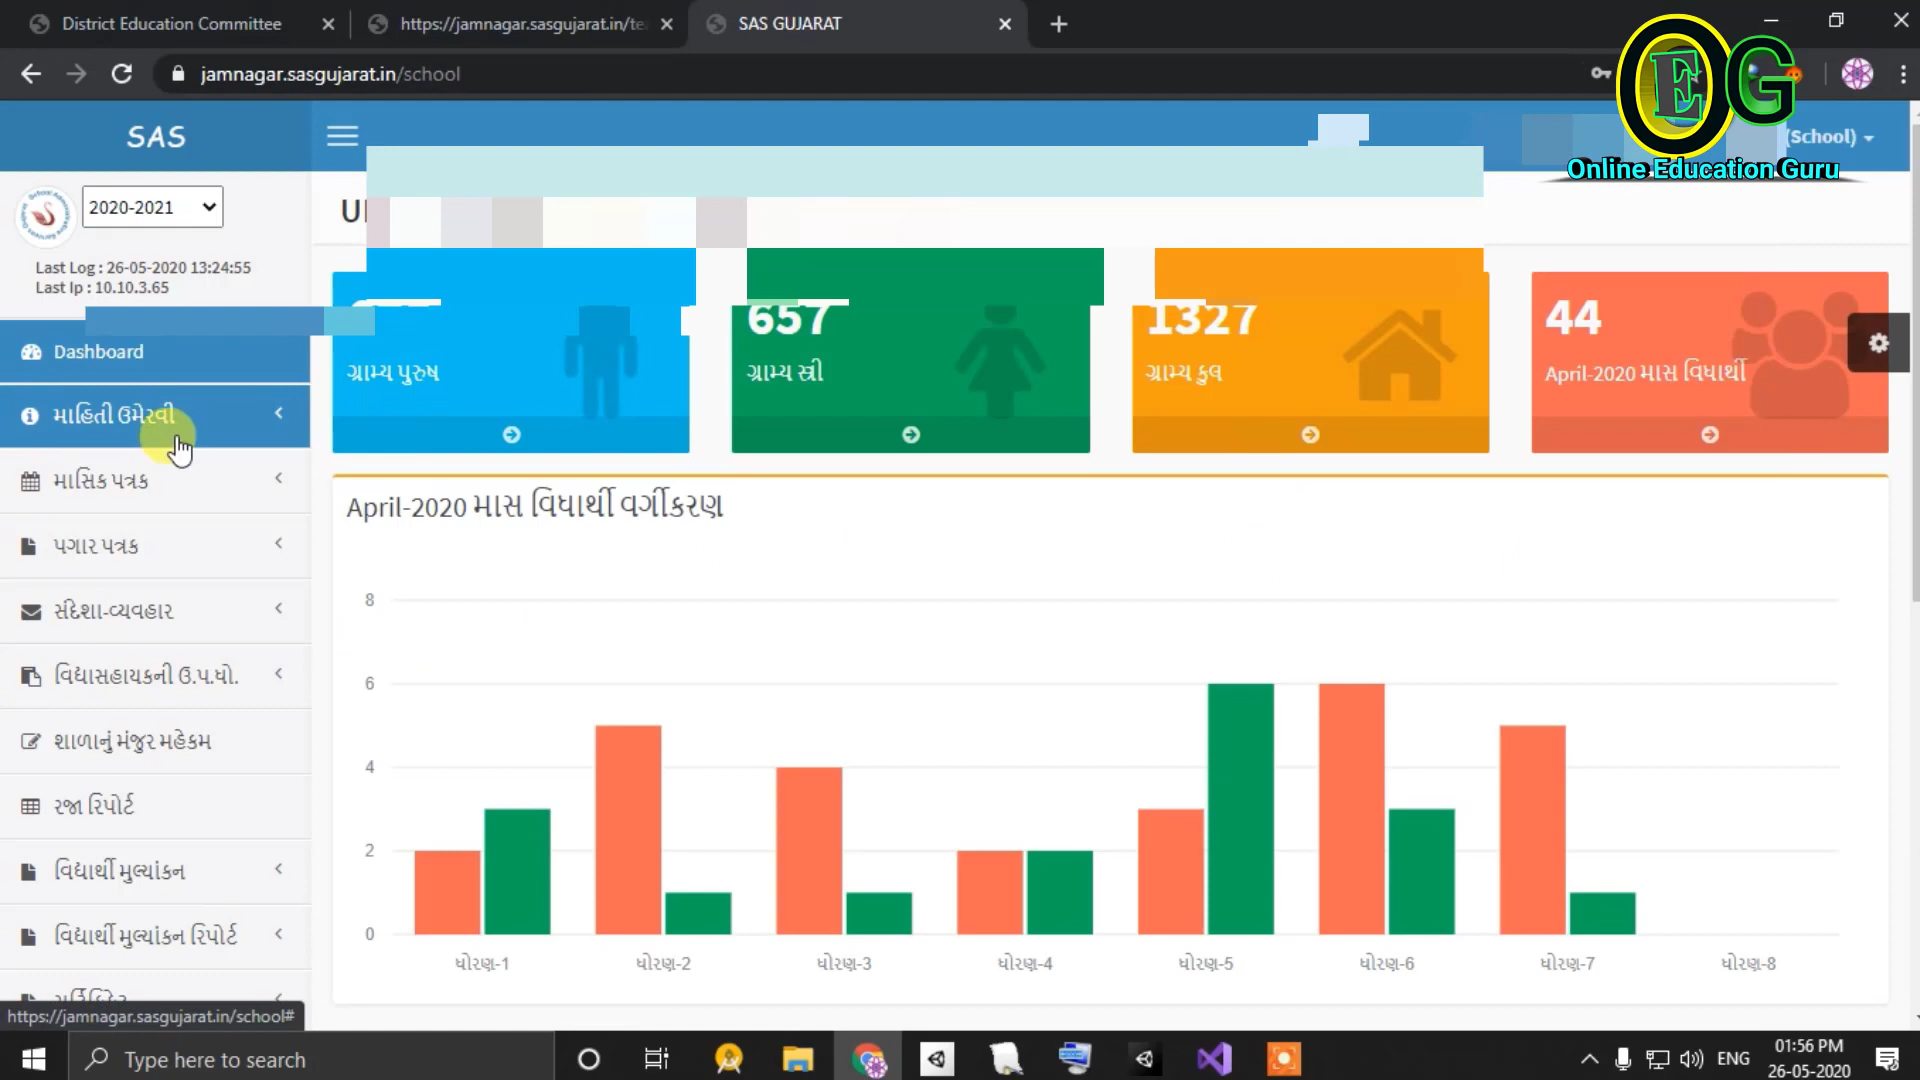 District Education Committee
https://jamnagar.sasgujarat.in/te
SAS GUJARAT
jamnagar.sasgujarat.in/school
EG
Online Education Guru
SAS
(School)
2020-2021
Last Log : 26-05-2020 13:24:55
Last Ip : 10.10.3.65
Dashboard
માહિતી ઉમેરવી
માસિક પત્રક
પગાર પત્રક
સંદેશા-વ્યવહાર
વિદ્યાસહાયકની ઉ.પ.ધો.
શાળાનું મંજુર મહેકમ
રજા રિપોર્ટ
વિદ્યાર્થી મુલ્યાંકન
વિદ્યાર્થી મુલ્યાંકન રિપોર્ટ
ગ્રામ્ય પુરુષ
657
ગ્રામ્ય સ્ત્રી
1327
ગ્રામ્ય કુલ
44
April-2020 માસ વિધાર્થી
April-2020 માસ વિધાર્થી વર્ગીકરણ
8
6
4
2
0
ધોરણ-1
ધોરણ-2
ધોરણ-3
ધોરણ-4
ધોરણ-5
ધોરણ-6
ધોરણ-7
ધોરણ-8
https://jamnagar.sasgujarat.in/school#
Type here to search
ENG
01:56 PM
26-05-2020